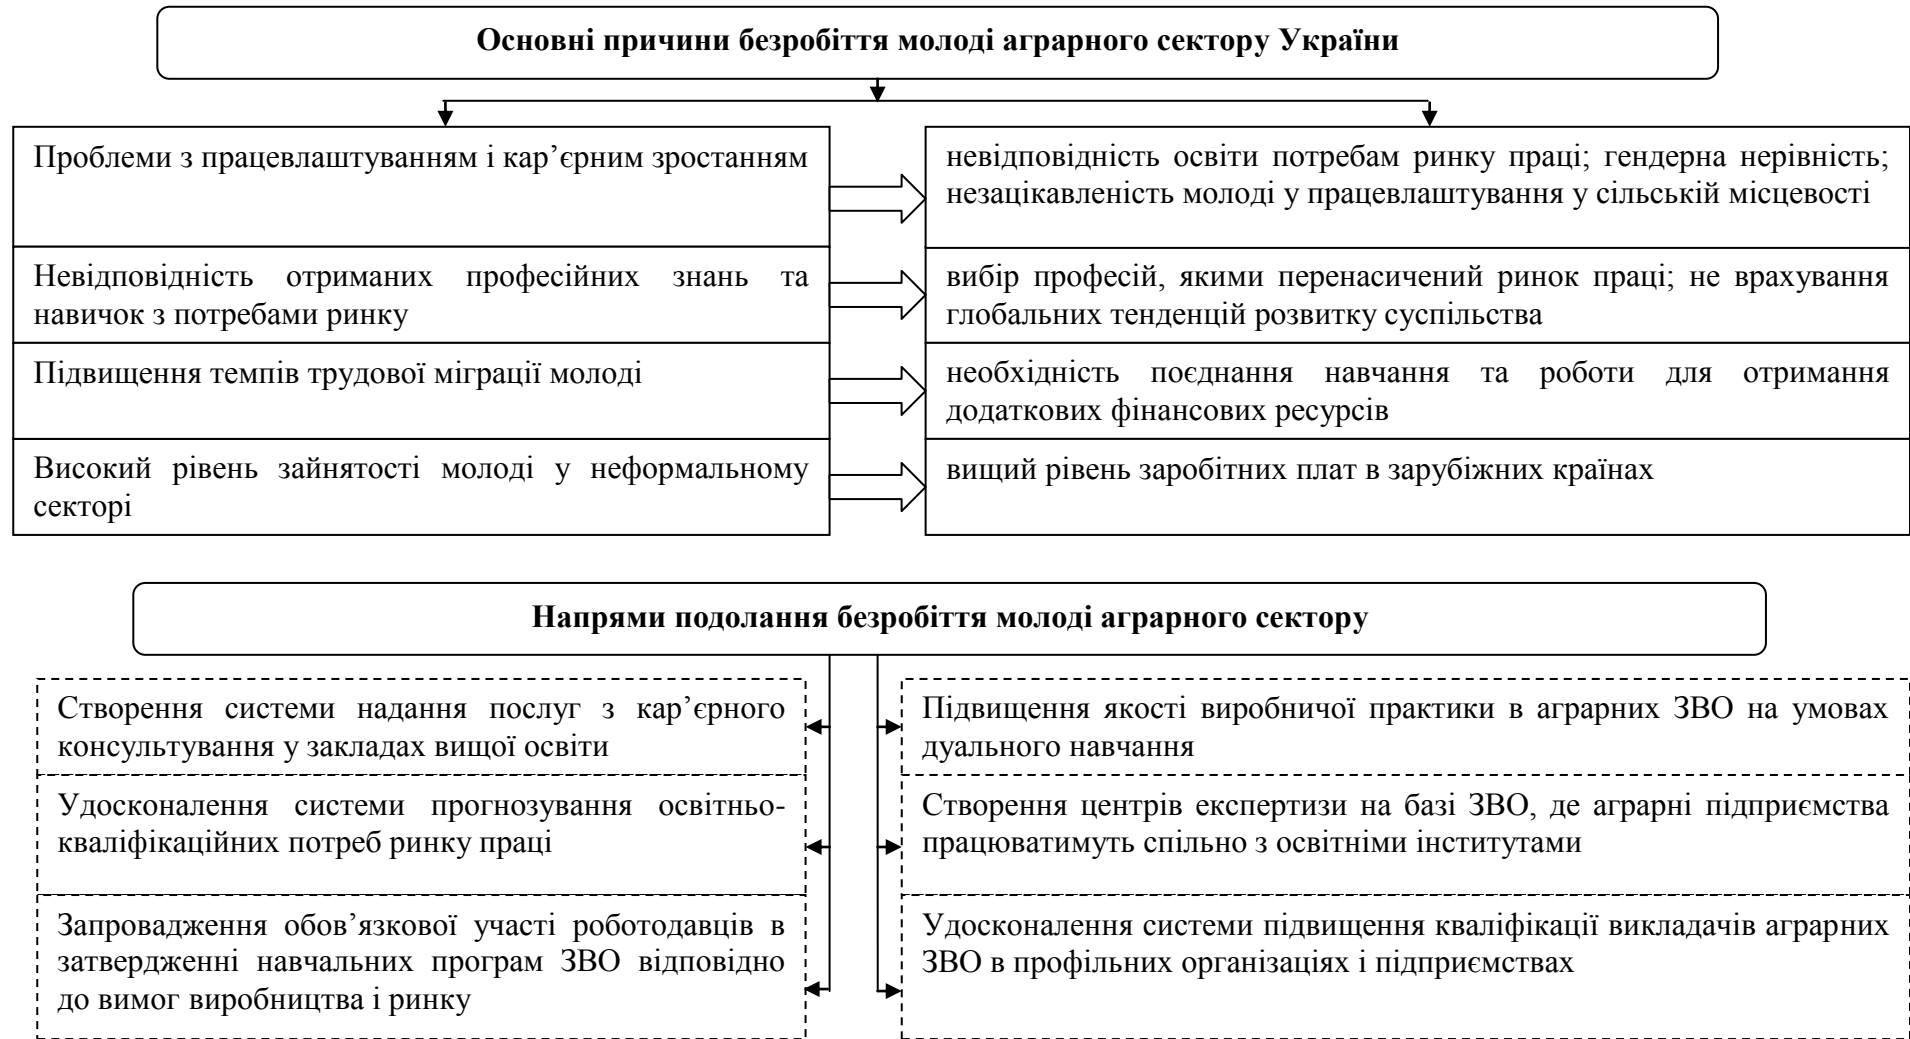 Основні причини безробіття молоді аграрного сектору України
Проблеми з працевлаштуванням і кар’єрним зростанням
невідповідність освіти потребам ринку праці; гендерна нерівність;
незацікавленість молоді у працевлаштування у сільській місцевості
Невідповідність отриманих професійних знань та
навичок з потребами ринку
вибір професій, якими перенасичений ринок праці; не врахування
глобальних тенденцій розвитку суспільства
Підвищення темпів трудової міграції молоді
необхідність поєднання навчання та роботи для отримання
додаткових фінансових ресурсів
Високий рівень зайнятості молоді у неформальному
секторі
вищий рівень заробітних плат в зарубіжних країнах
Напрями подолання безробіття молоді аграрного сектору
Створення системи надання послуг з кар’єрного
консультування у закладах вищої освіти
Підвищення якості виробничої практики в аграрних ЗВО на умовах
дуального навчання
Удосконалення системи прогнозування освітньо-
кваліфікаційних потреб ринку праці
Створення центрів експертизи на базі ЗВО, де аграрні підприємства
працюватимуть спільно з освітніми інститутами
Запровадження обов’язкової участі роботодавців в
затвердженні навчальних програм ЗВО відповідно
до вимог виробництва і ринку
Удосконалення системи підвищення кваліфікації викладачів аграрних
ЗВО в профільних організаціях і підприємствах